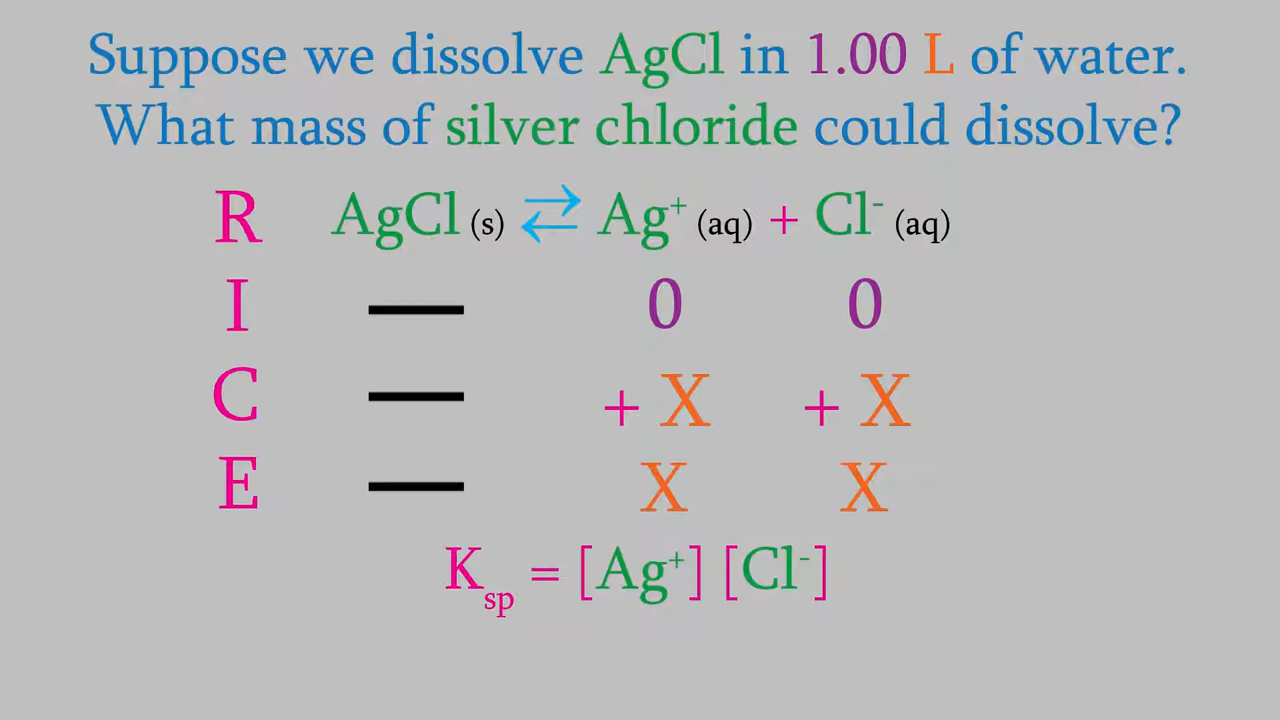 Suppose we dissolve AgCl in 1.00 L of water.
What mass of silver chloride could dissolve?
R AgCl (s) ⇄ Ag⁺ (aq) + Cl⁻ (aq)
I — 0 0
C — + X + X
E — X X
Kₛₚ = [Ag⁺] [Cl⁻]